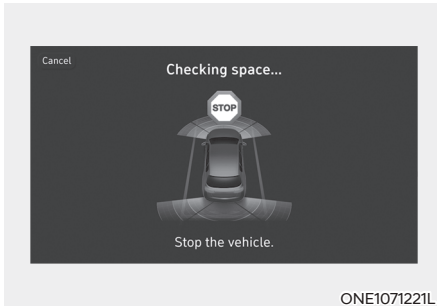 Cancel
Checking space...
STOP
Stop the vehicle.
ONE1071221L